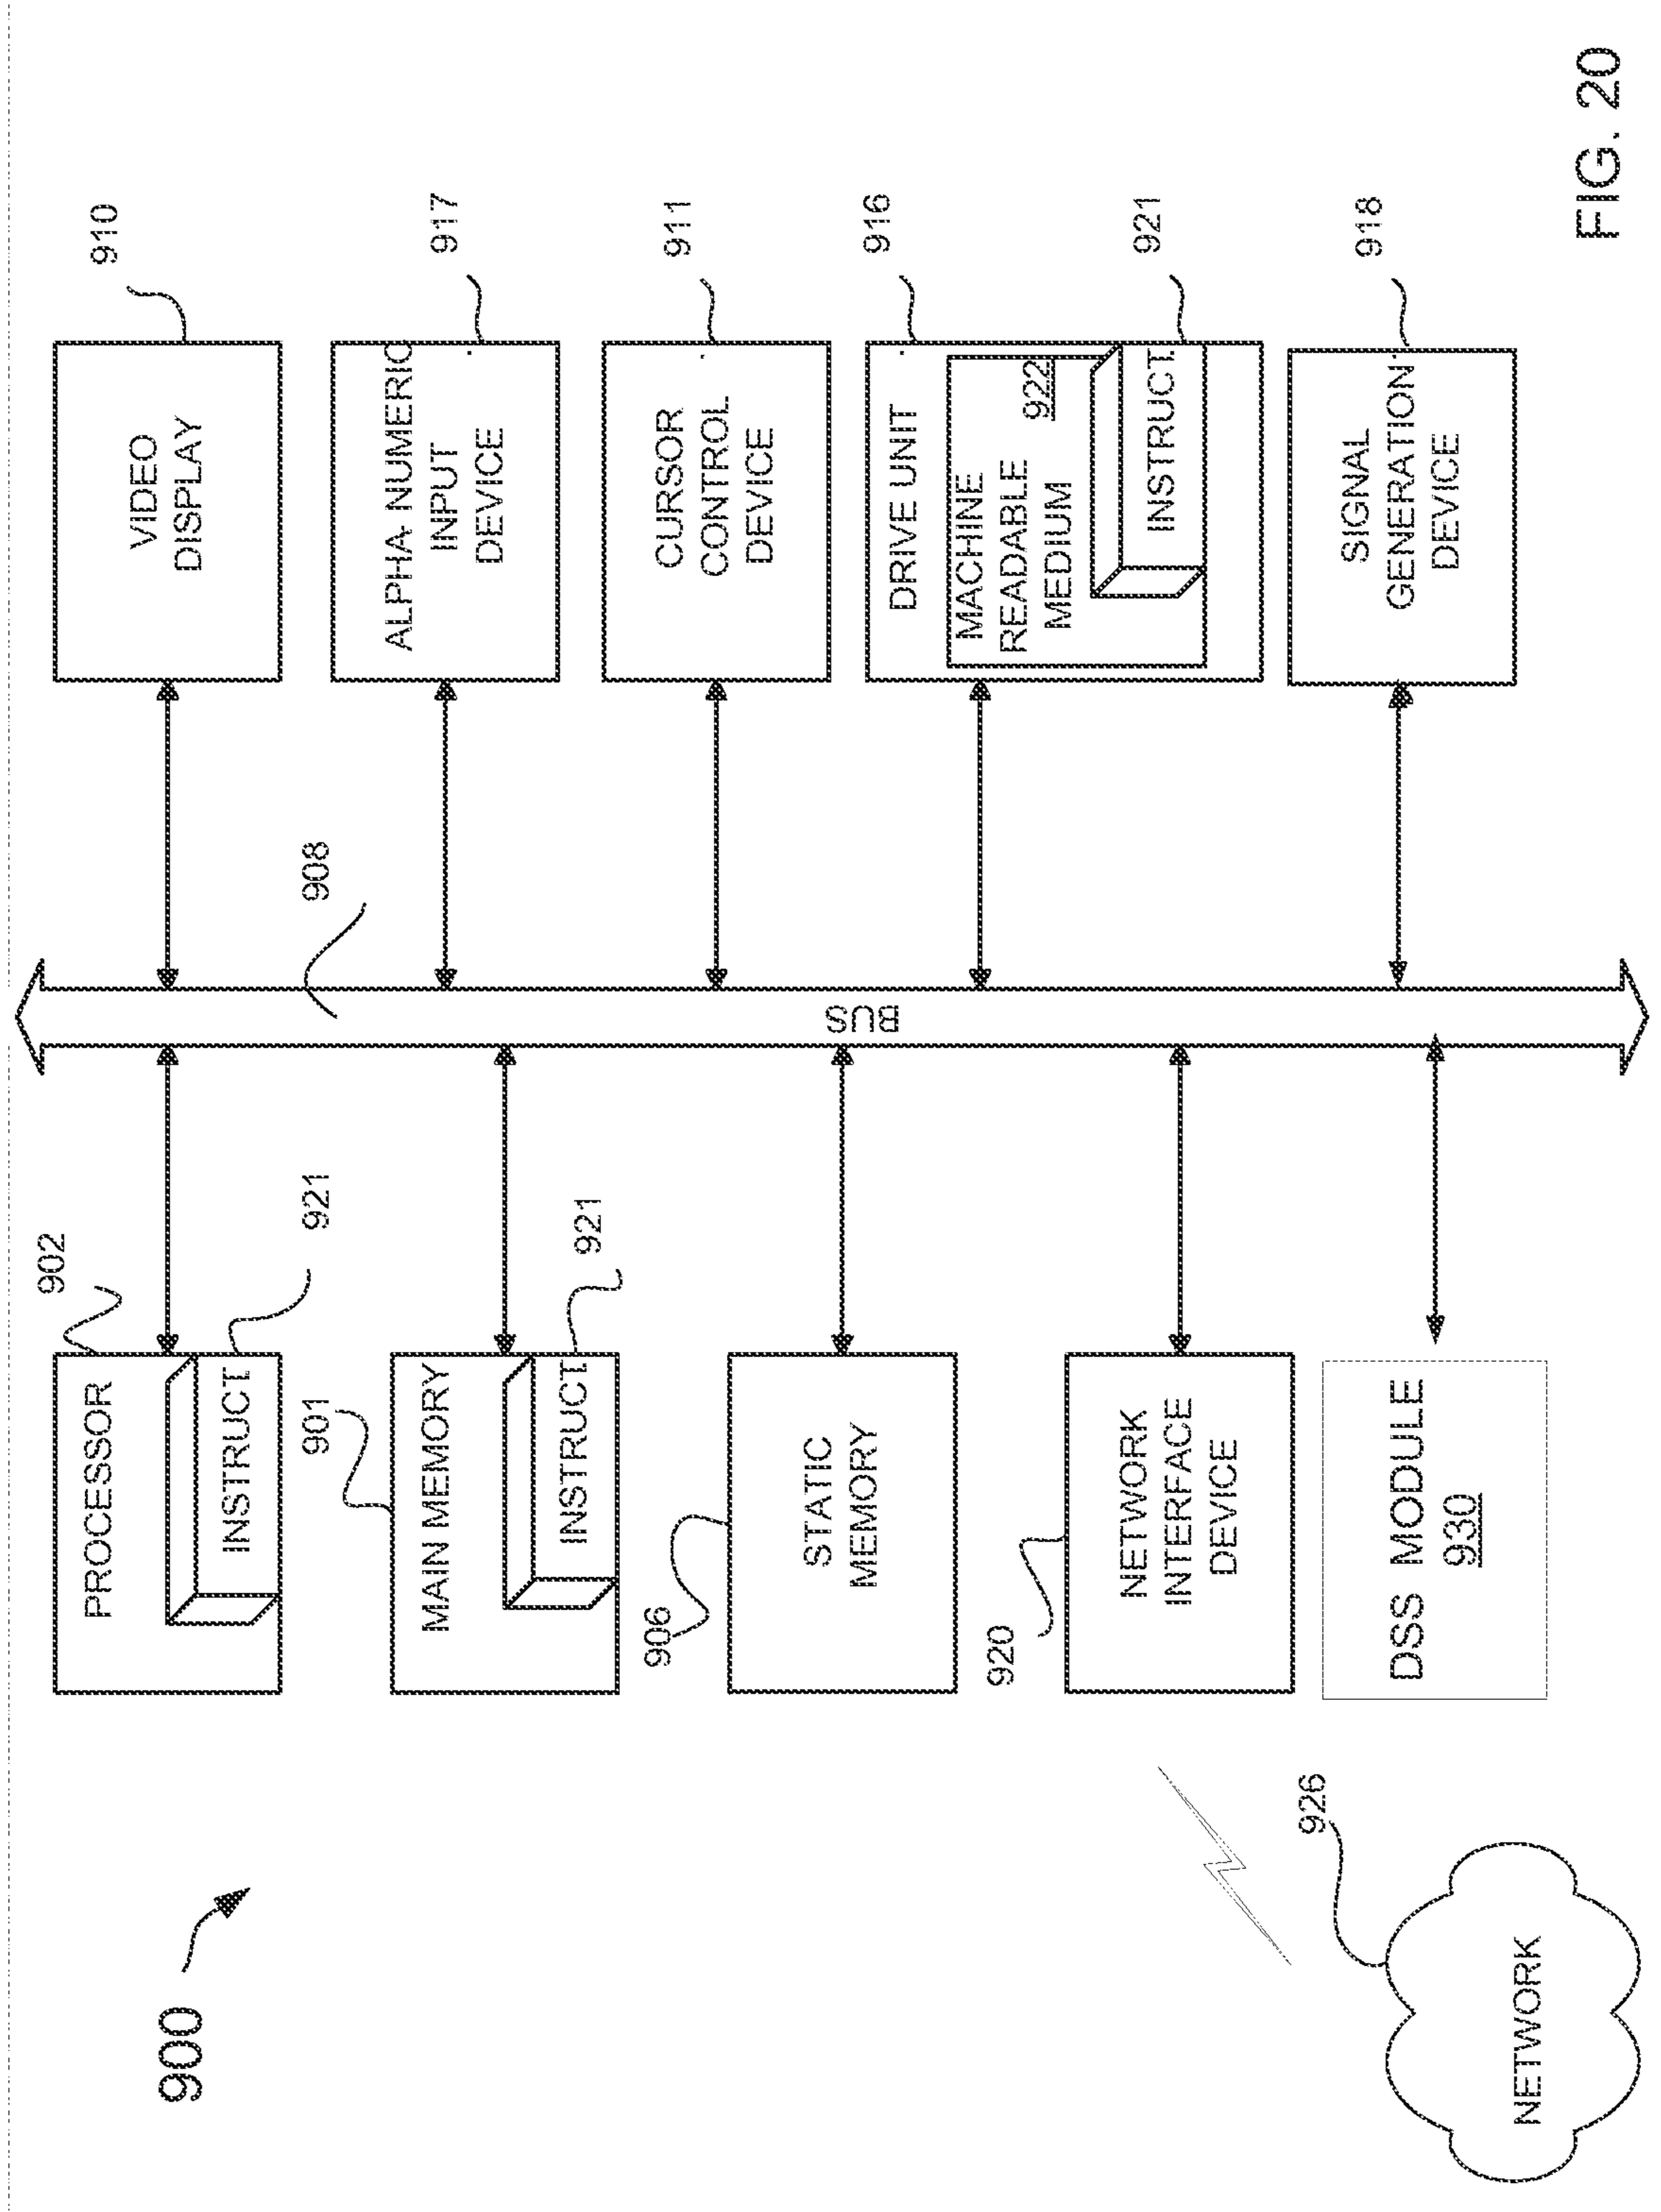 900
902
PROCESSOR
INSTRUCT.
921
901
MAIN MEMORY
INSTRUCT.
921
906
STATIC
MEMORY
920
NETWORK
INTERFACE
DEVICE
DSS MODULE
930
926
NETWORK
BUS
908
VIDEO
DISPLAY
910
ALPHA-NUMERIC
INPUT
DEVICE
917
CURSOR
CONTROL
DEVICE
911
DRIVE UNIT
916
MACHINE
READABLE
MEDIUM
922
INSTRUCT.
921
SIGNAL
GENERATION
DEVICE
918
FIG. 20